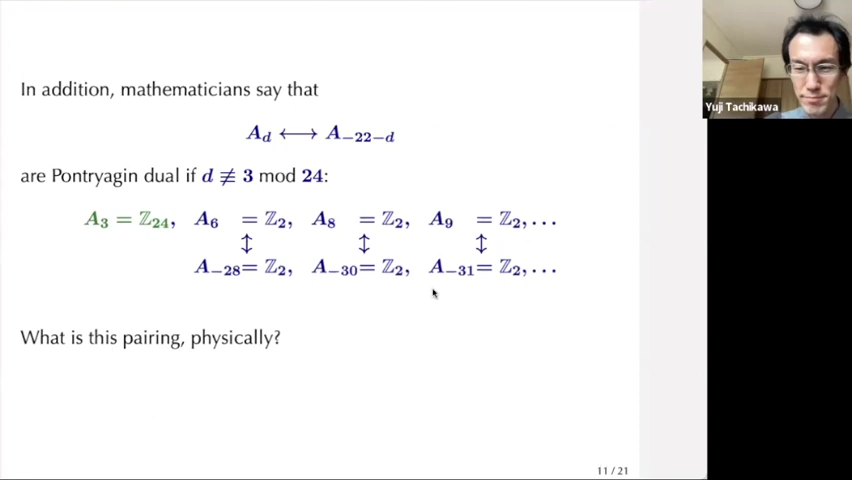 In addition, mathematicians say that
A_d ⟷ A_{−22−d}
are Pontryagin dual if d ≢ 3 mod 24:
A_3 = ℤ_{24}, A_6 = ℤ_2, A_8 = ℤ_2, A_9 = ℤ_2, …
↕ ↕ ↕
A_{−28} = ℤ_2, A_{−30} = ℤ_2, A_{−31} = ℤ_2, …
What is this pairing, physically?
11 / 21
Yuji Tachikawa